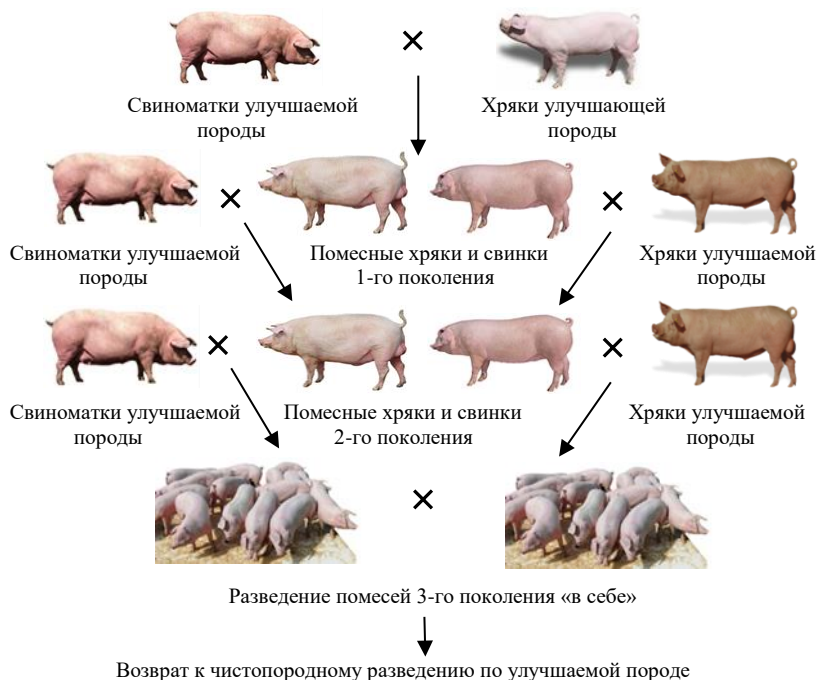 Свиноматки улучшаемой
породы
Хряки улучшающей
породы
Свиноматки улучшаемой
породы
Помесные хряки и свинки
1-го поколения
Хряки улучшаемой
породы
Свиноматки улучшаемой
породы
Помесные хряки и свинки
2-го поколения
Хряки улучшаемой
породы
Разведение помесей 3-го поколения «в себе»
Возврат к чистопородному разведению по улучшаемой породе